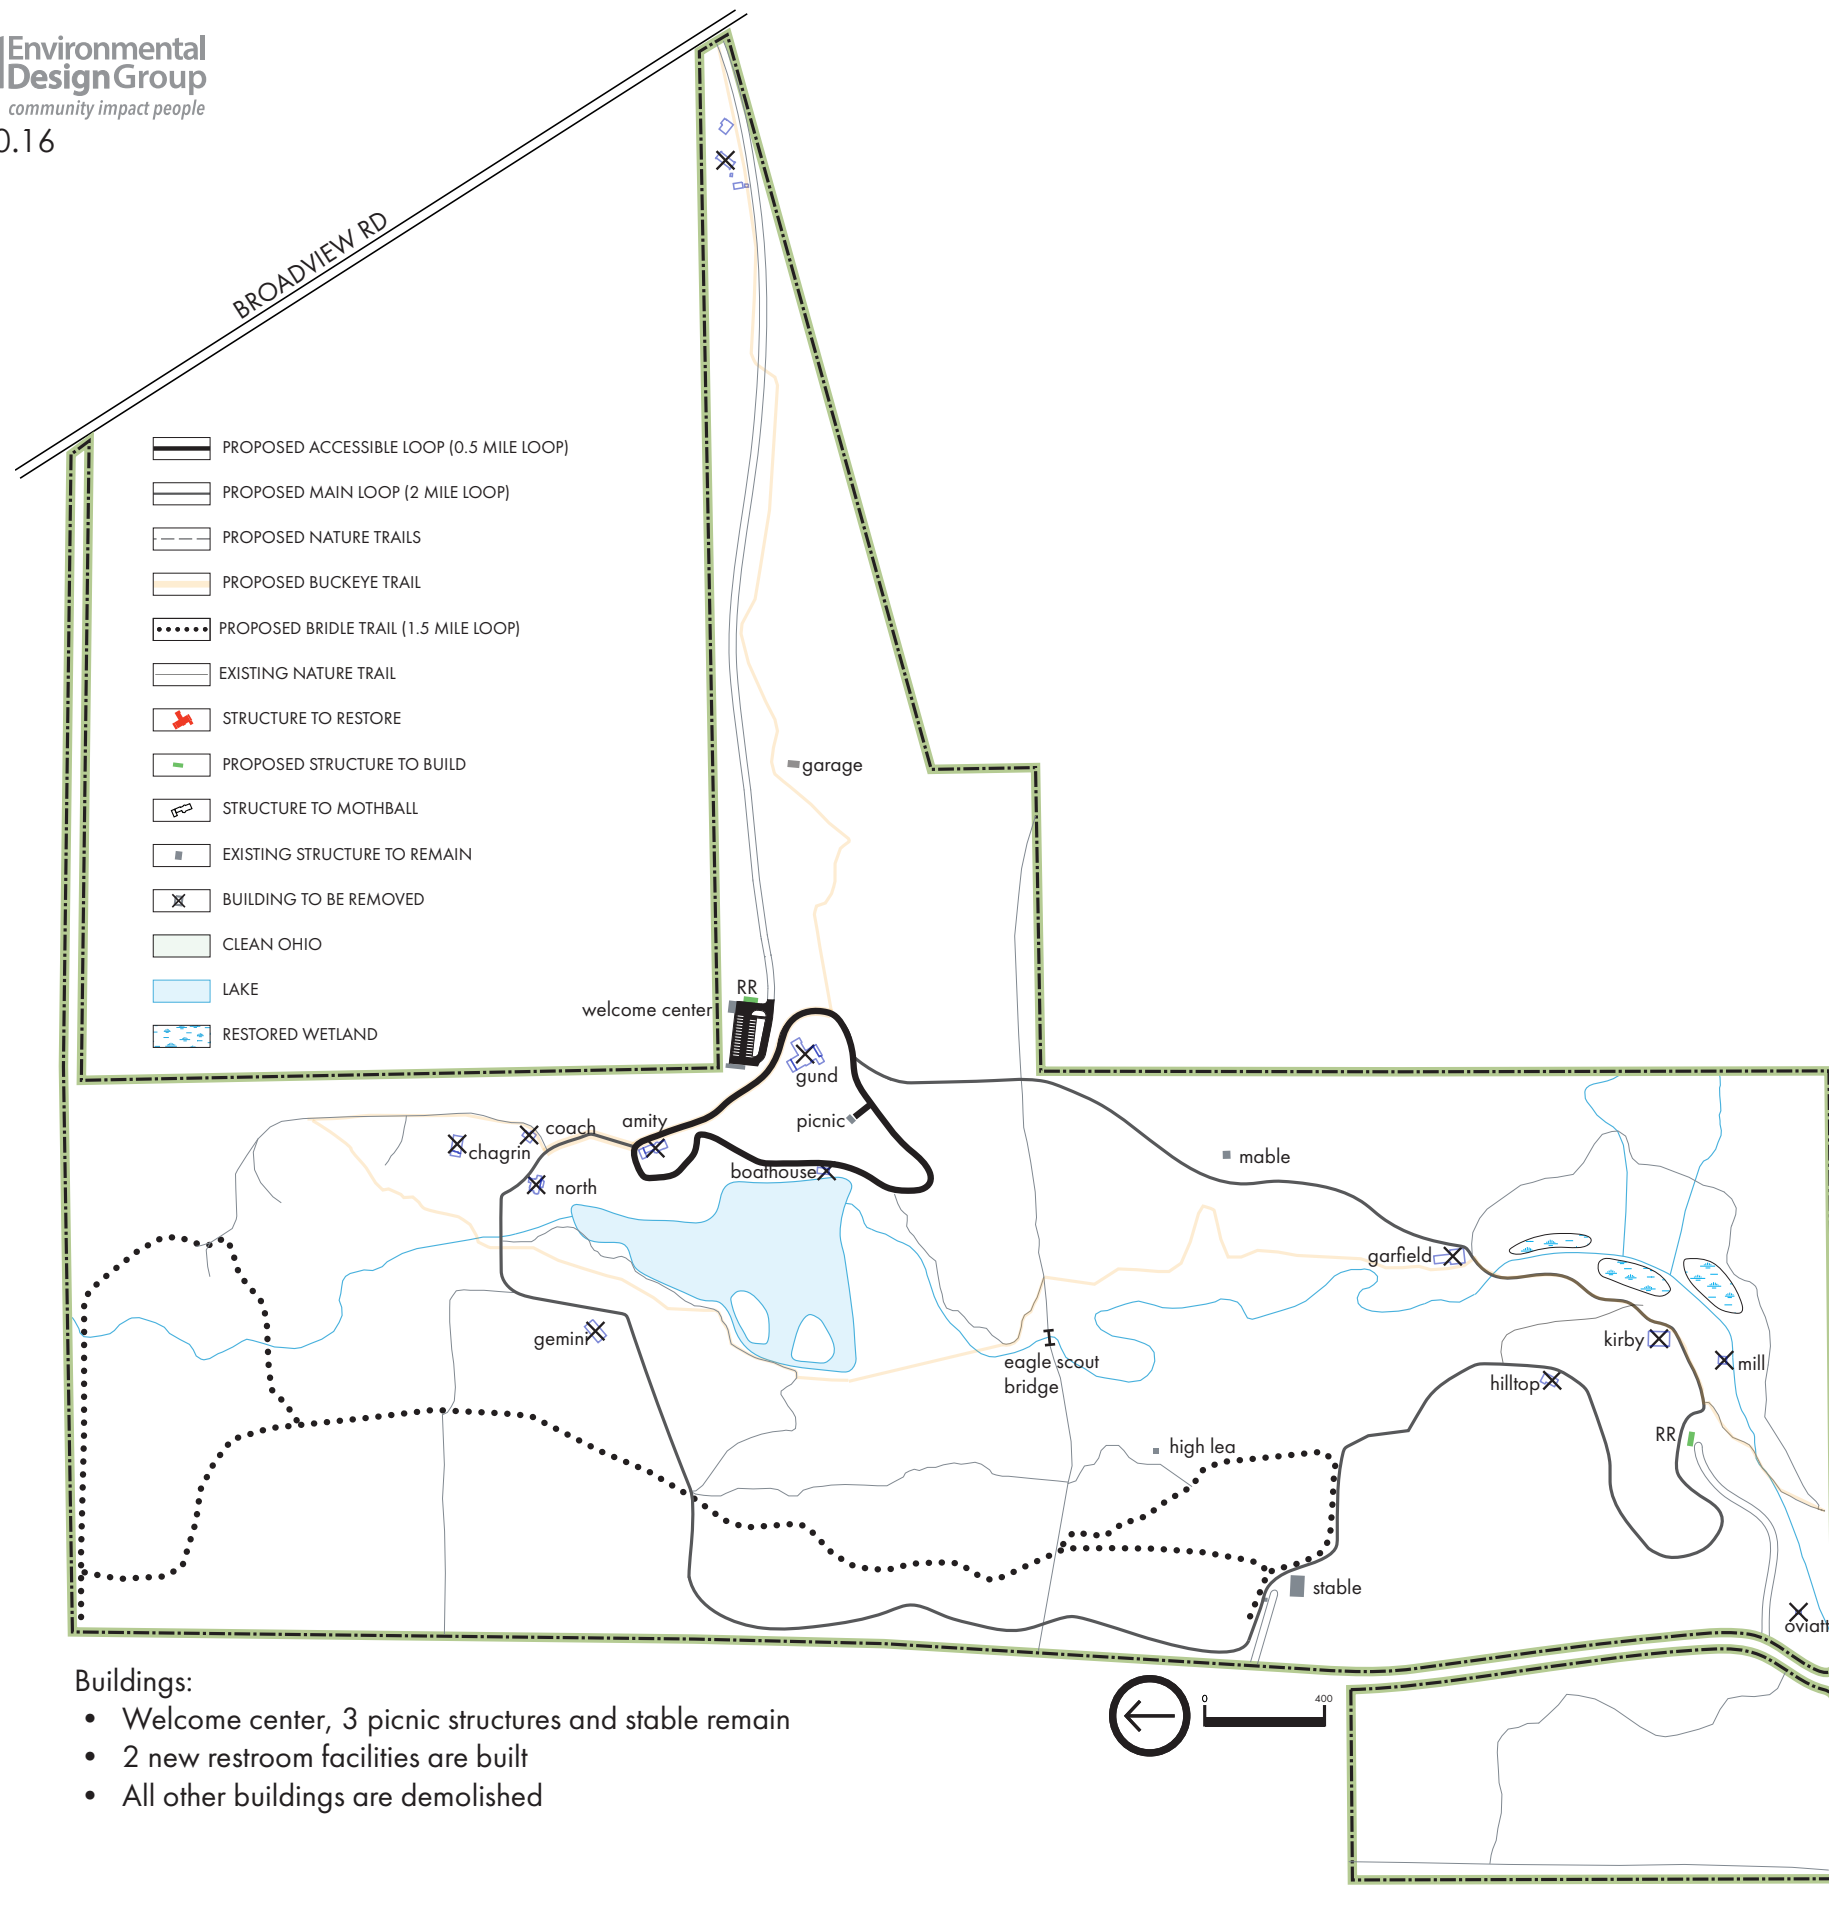 Environmental
Design Group
community impact people
0.16
BROADVIEW RD
PROPOSED ACCESSIBLE LOOP (0.5 MILE LOOP)
PROPOSED MAIN LOOP (2 MILE LOOP)
PROPOSED NATURE TRAILS
PROPOSED BUCKEYE TRAIL
PROPOSED BRIDLE TRAIL (1.5 MILE LOOP)
EXISTING NATURE TRAIL
STRUCTURE TO RESTORE
PROPOSED STRUCTURE TO BUILD
STRUCTURE TO MOTHBALL
EXISTING STRUCTURE TO REMAIN
BUILDING TO BE REMOVED
CLEAN OHIO
LAKE
RESTORED WETLAND
garage
RR
welcome center
gund
picnic
amity
coach
chagrin
north
boathouse
mable
garfield
gemini
eagle scout
bridge
kirby
mill
hilltop
RR
high lea
stable
oviatt
0 400
Buildings:
• Welcome center, 3 picnic structures and stable remain
• 2 new restroom facilities are built
• All other buildings are demolished